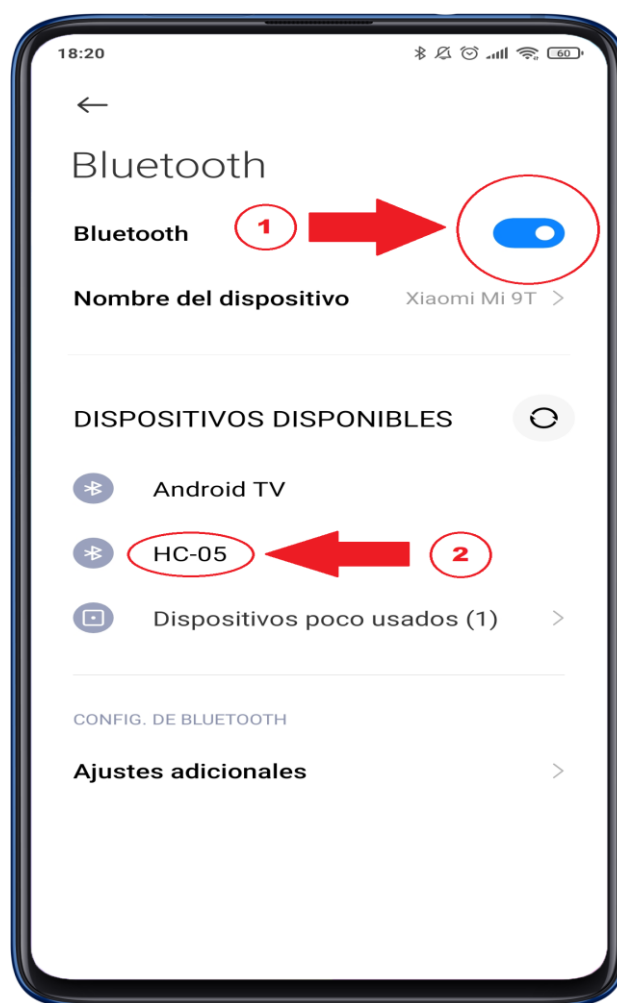 18:20 60
Bluetooth
Bluetooth 1
Nombre del dispositivo Xiaomi Mi 9T >
DISPOSITIVOS DISPONIBLES
Android TV
HC-05 2
Dispositivos poco usados (1) >
CONFIG. DE BLUETOOTH
Ajustes adicionales >